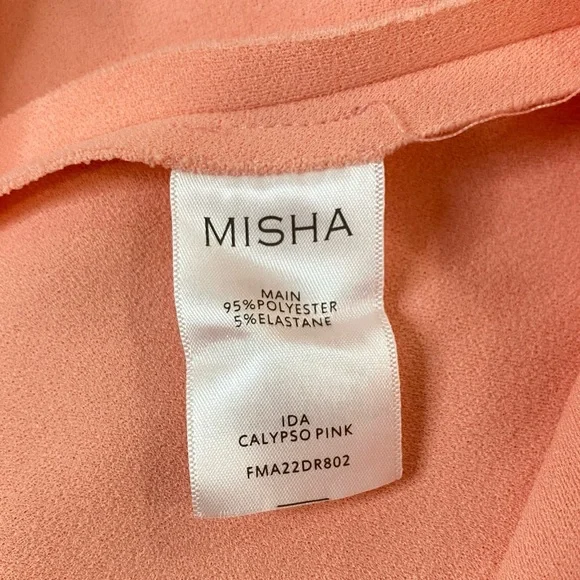 MISHA
MAIN
95%POLYESTER
5%ELASTANE
IDA
CALYPSO PINK
FMA22DR802